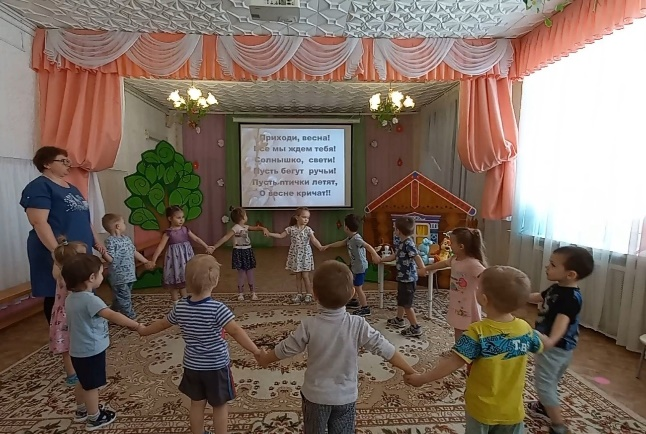 Приходи, весна!
Все мы ждем тебя!
Солнышко, свети!
Пусть бегут ручьи!
Пусть птички летят,
О весне кричат!!